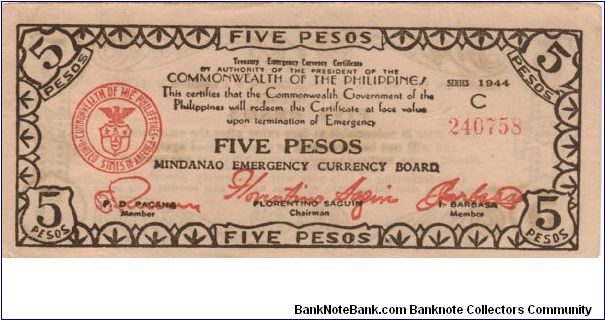 FIVE PESOS
5 PESOS
5 PESOS
Treasury Emergency Currency Certificate
BY AUTHORITY OF THE PRESIDENT OF THE
COMMONWEALTH OF THE PHILIPPINES
SERIES 1944
This certifies that the Commonwealth Government of the
Philippines will redeem this Certificate at face value
upon termination of Emergency
C
240758
COMMONWEALTH OF THE PHILIPPINES
UNITED STATES OF AMERICA
FIVE PESOS
MINDANAO EMERGENCY CURRENCY BOARD
Florentino Saguin
P. D. PACANA
Member
FLORENTINO SAGUIN
Chairman
I BARBASA
Member
5 PESOS
5 PESOS
FIVE PESOS
BankNoteBank.com Banknote Collectors Community